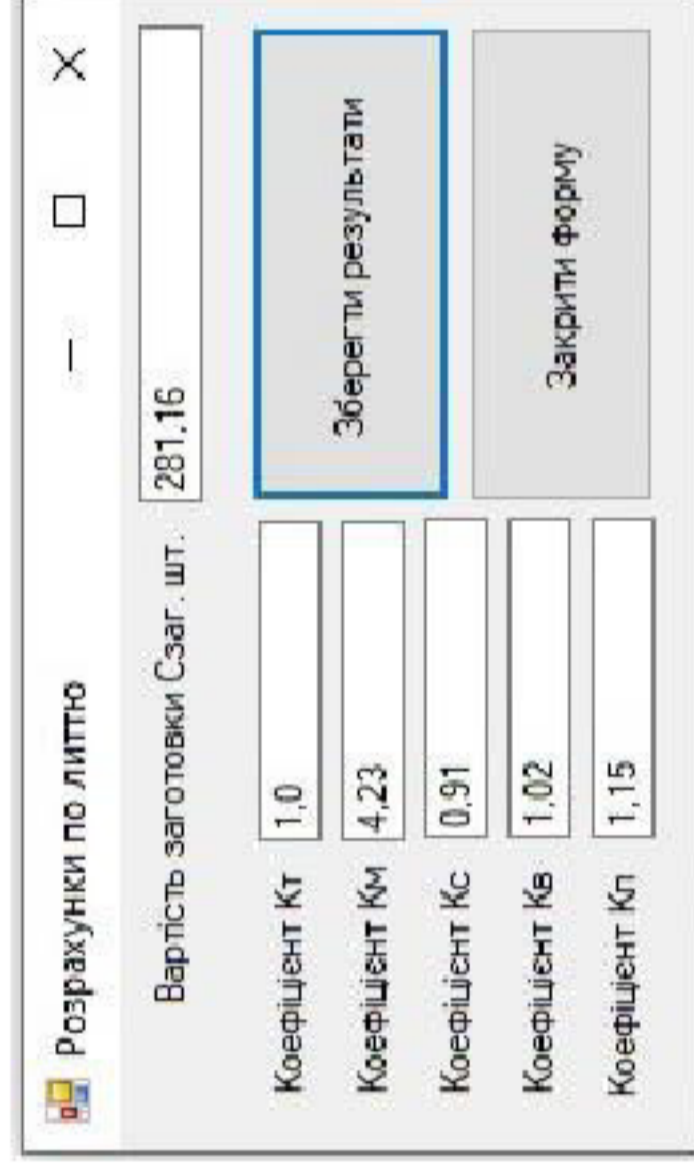 Розрахунки по литтю
Вартість заготовки Сзаг. шт. 281,16
Коефіцієнт Кт 1,0
Коефіцієнт Км 4,23
Коефіцієнт Кс 0,91
Коефіцієнт Кв 1,02
Коефіцієнт Кп 1,15
Зберегти результати
Закрити форму